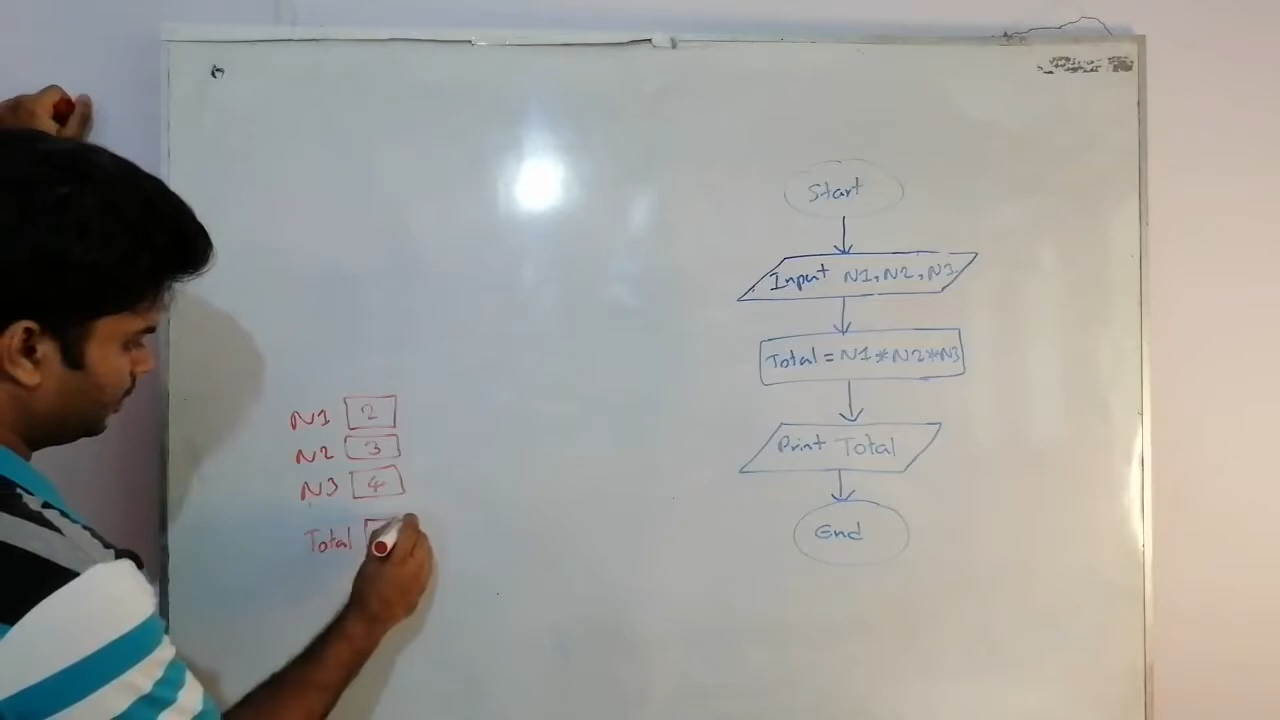 Start
Input N1, N2, N3.
Total = N1 * N2 * N3
Print Total
End
N1 2
N2 3
N3 4
Total